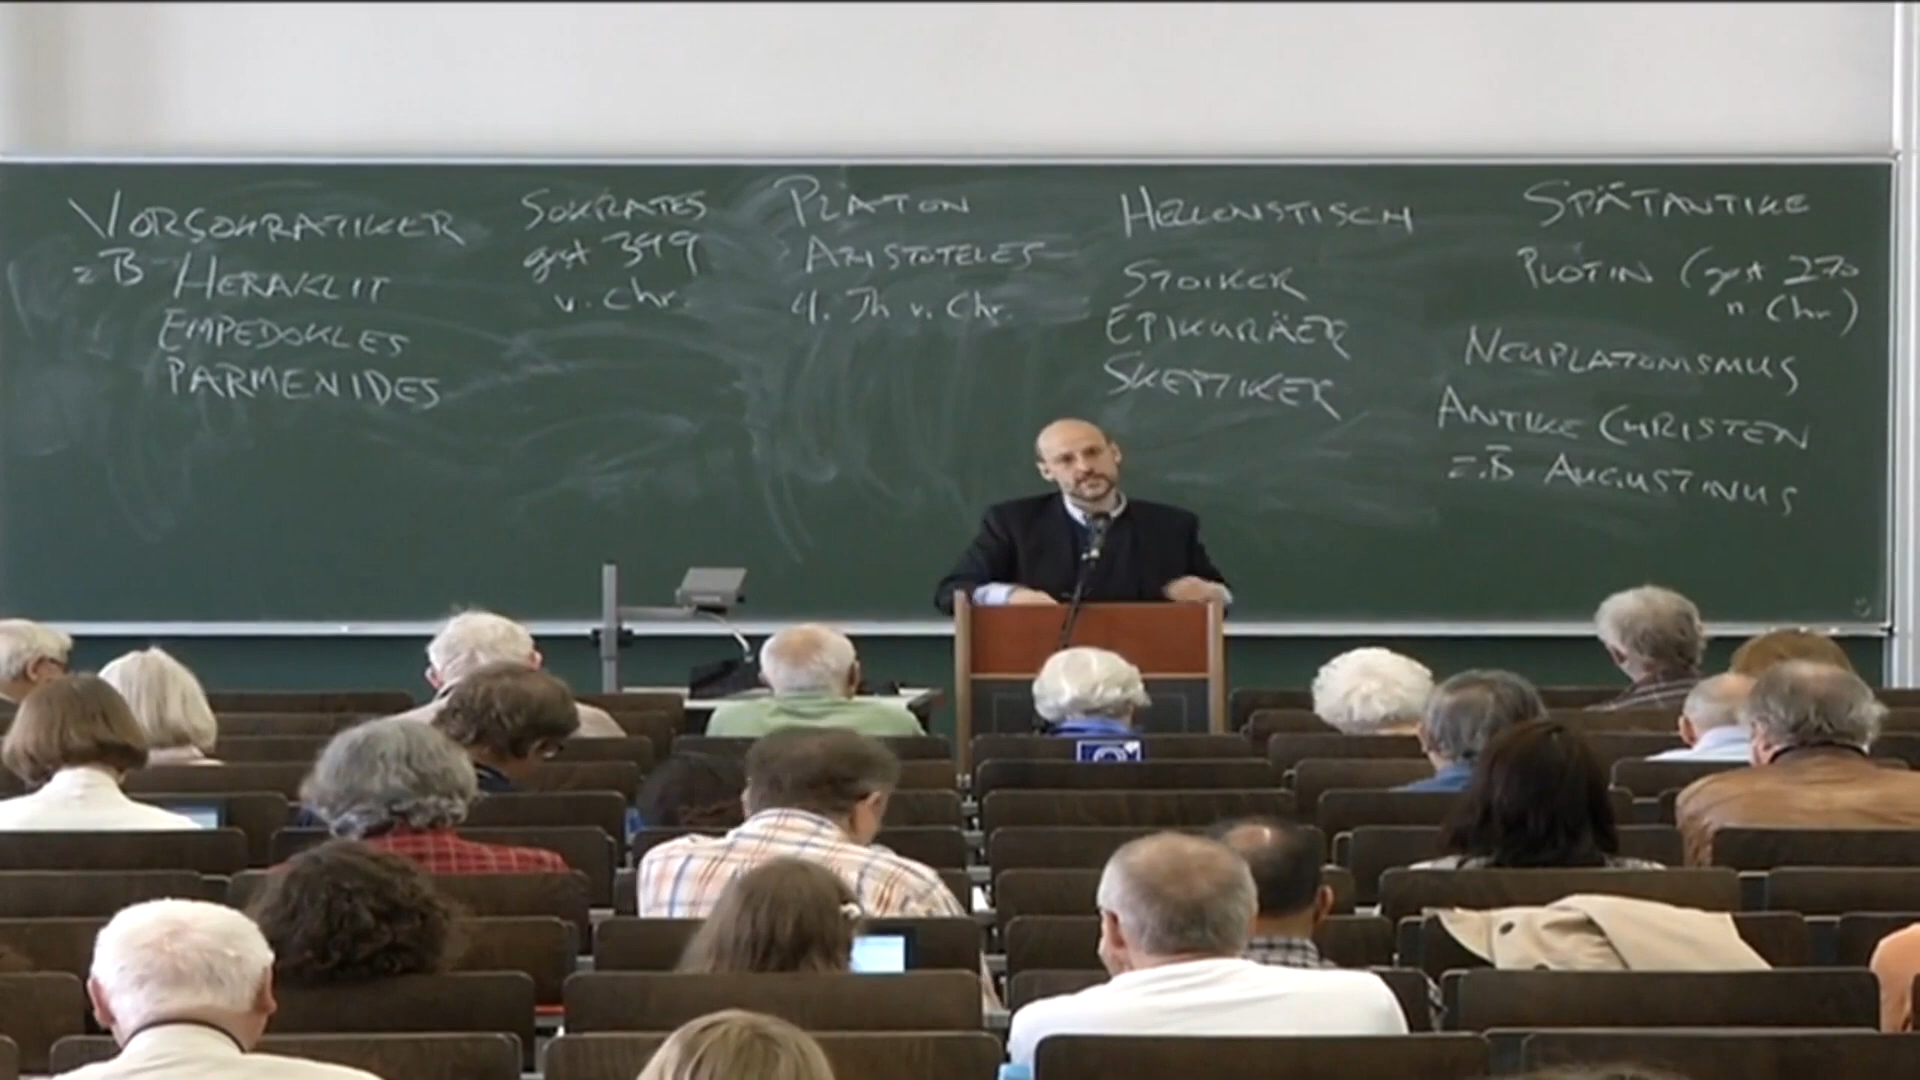 VORSOKRATIKER
z B HERAKLIT
EMPEDOKLES
PARMENIDES
SOKRATES
gest 399
v. Chr.
PLATON
ARISTOTELES
4. Jh v. Chr.
HELLENISTISCH
STOIKER
EPIKURÄER
SKEPTIKER
SPÄTANTIKE
PLOTIN (gest 270
n. Chr)
NEUPLATONISMUS
ANTIKE CHRISTEN
z.B AUGUSTINUS